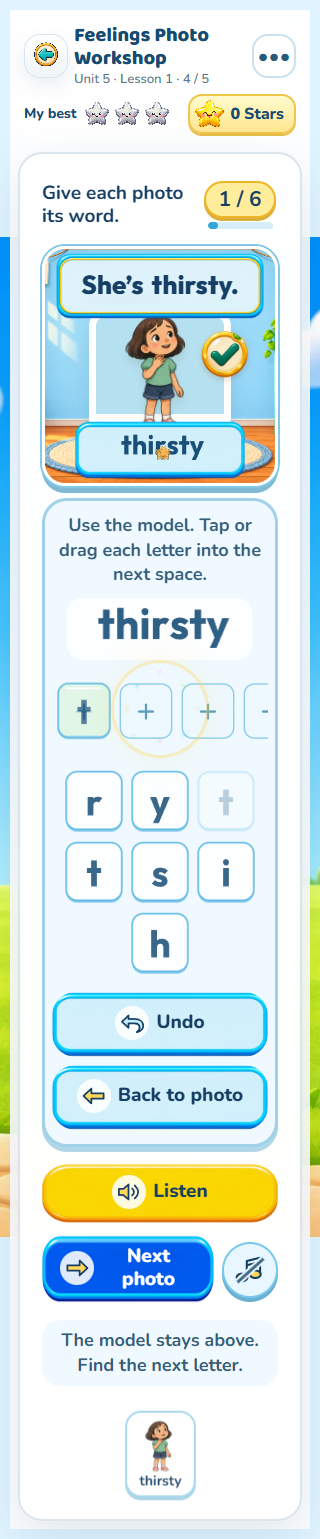 Feelings Photo
Workshop
Unit 5 · Lesson 1 · 4 / 5
My best
0 Stars
Give each photo
its word.
1 / 6
She's thirsty.
thirsty
Use the model. Tap or
drag each letter into the
next space.
thirsty
t + +
r y t
t s i
h
Undo
Back to photo
Listen
Next
photo
The model stays above.
Find the next letter.
thirsty